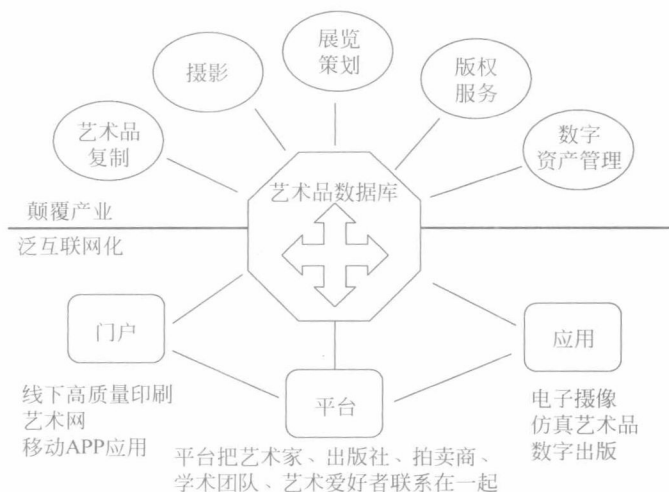 展览
策划
摄影
版权
服务
艺术品
复制
数字
资产管理
艺术品数据库
颠覆产业
泛互联网化
门户
平台
应用
线下高质量印刷
艺术网
移动APP应用
平台把艺术家、出版社、拍卖商、
学术团队、艺术爱好者联系在一起
电子摄像
仿真艺术品
数字出版